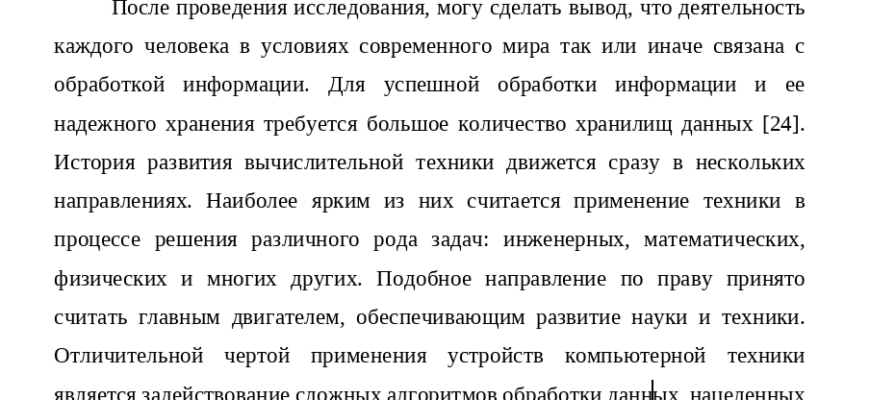 После проведения исследования, могу сделать вывод, что деятельность
каждого человека в условиях современного мира так или иначе связана с
обработкой информации. Для успешной обработки информации и ее
надежного хранения требуется большое количество хранилищ данных [24].
История развития вычислительной техники движется сразу в нескольких
направлениях. Наиболее ярким из них считается применение техники в
процессе решения различного рода задач: инженерных, математических,
физических и многих других. Подобное направление по праву принято
считать главным двигателем, обеспечивающим развитие науки и техники.
Отличительной чертой применения устройств компьютерной техники
является задействование сложных алгоритмов обработки данных, нацеленных